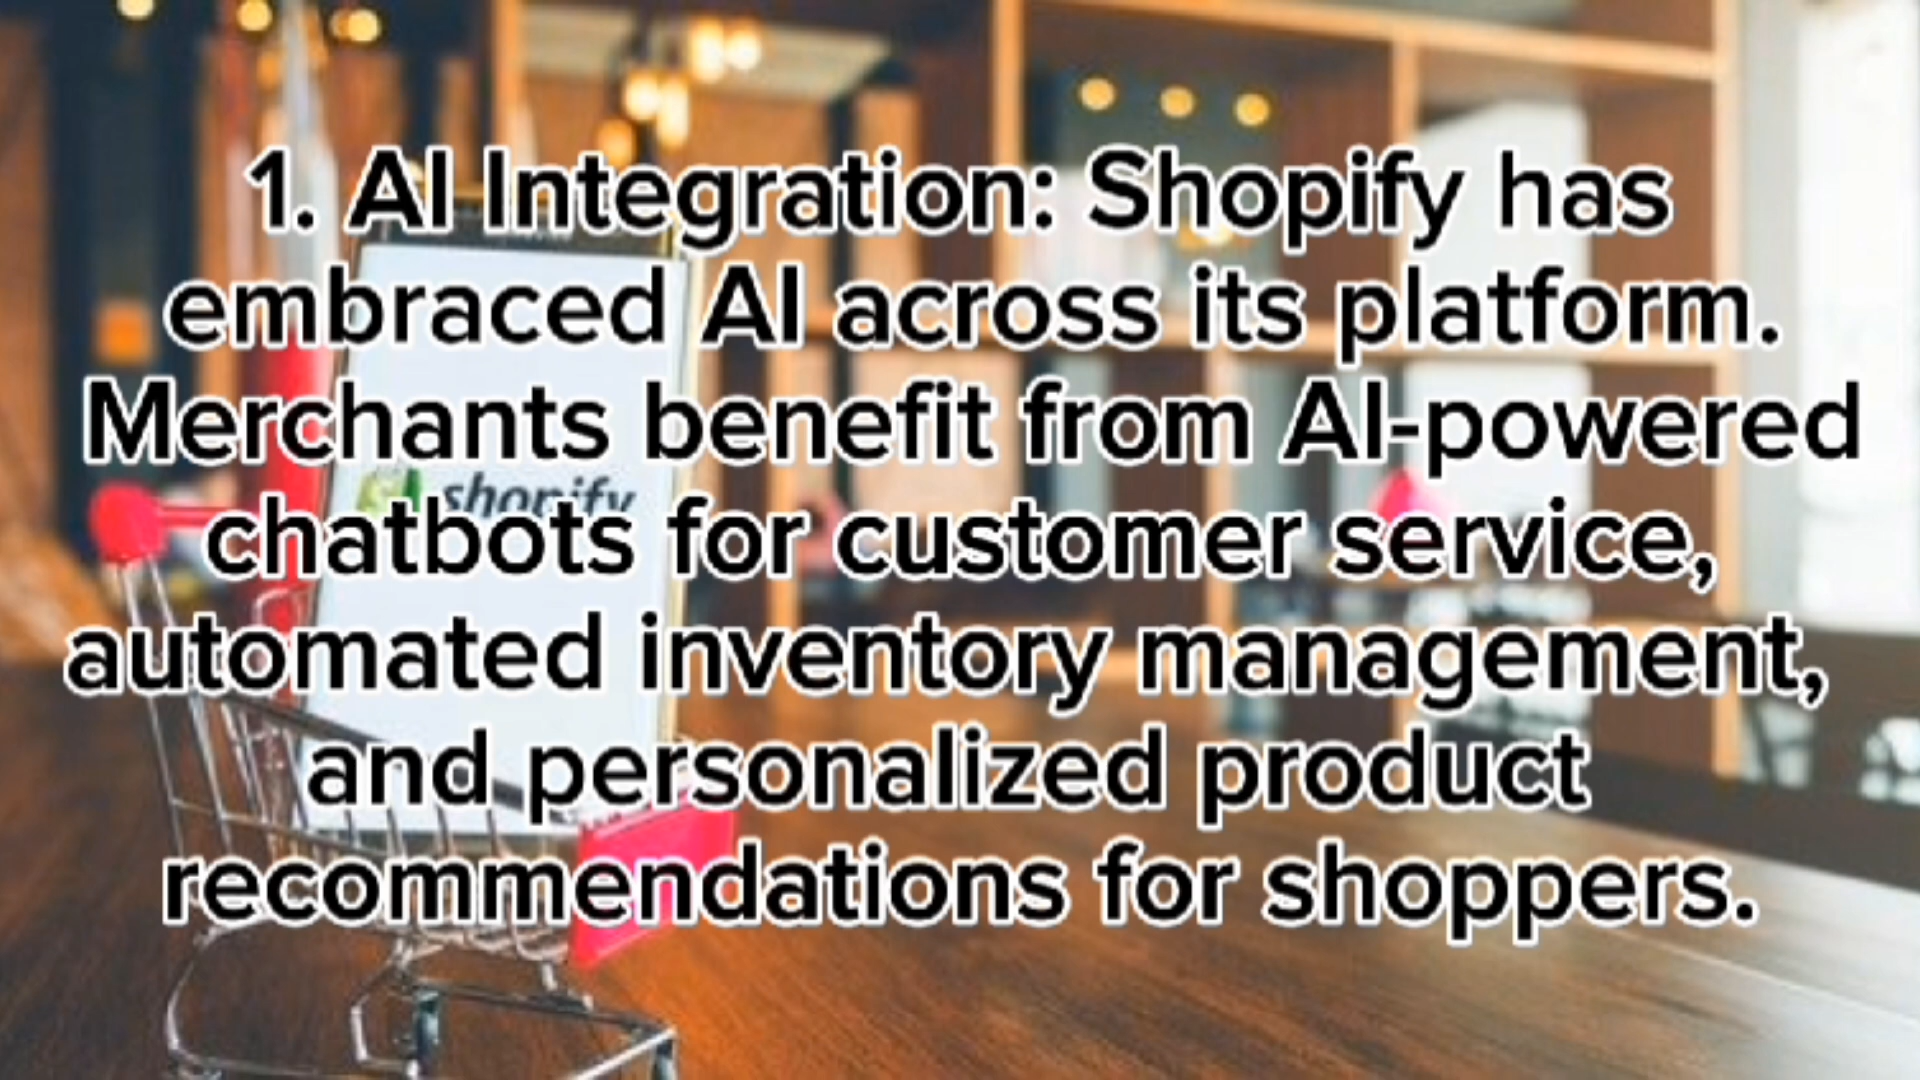 1. AI Integration: Shopify has
embraced AI across its platform.
Merchants benefit from AI-powered
shopify
chatbots for customer service,
automated inventory management,
and personalized product
recommendations for shoppers.